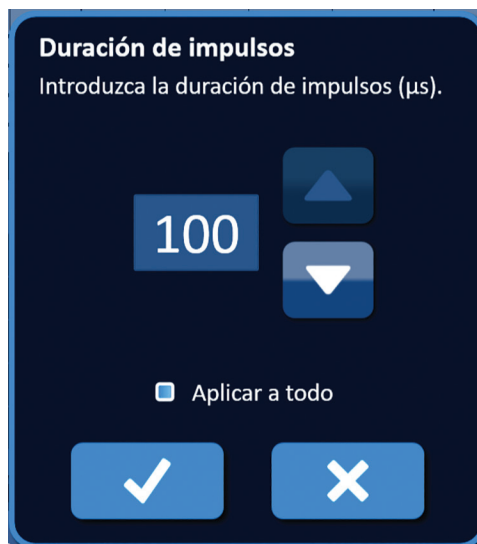 Duración de impulsos
Introduzca la duración de impulsos (µs).
100
Aplicar a todo